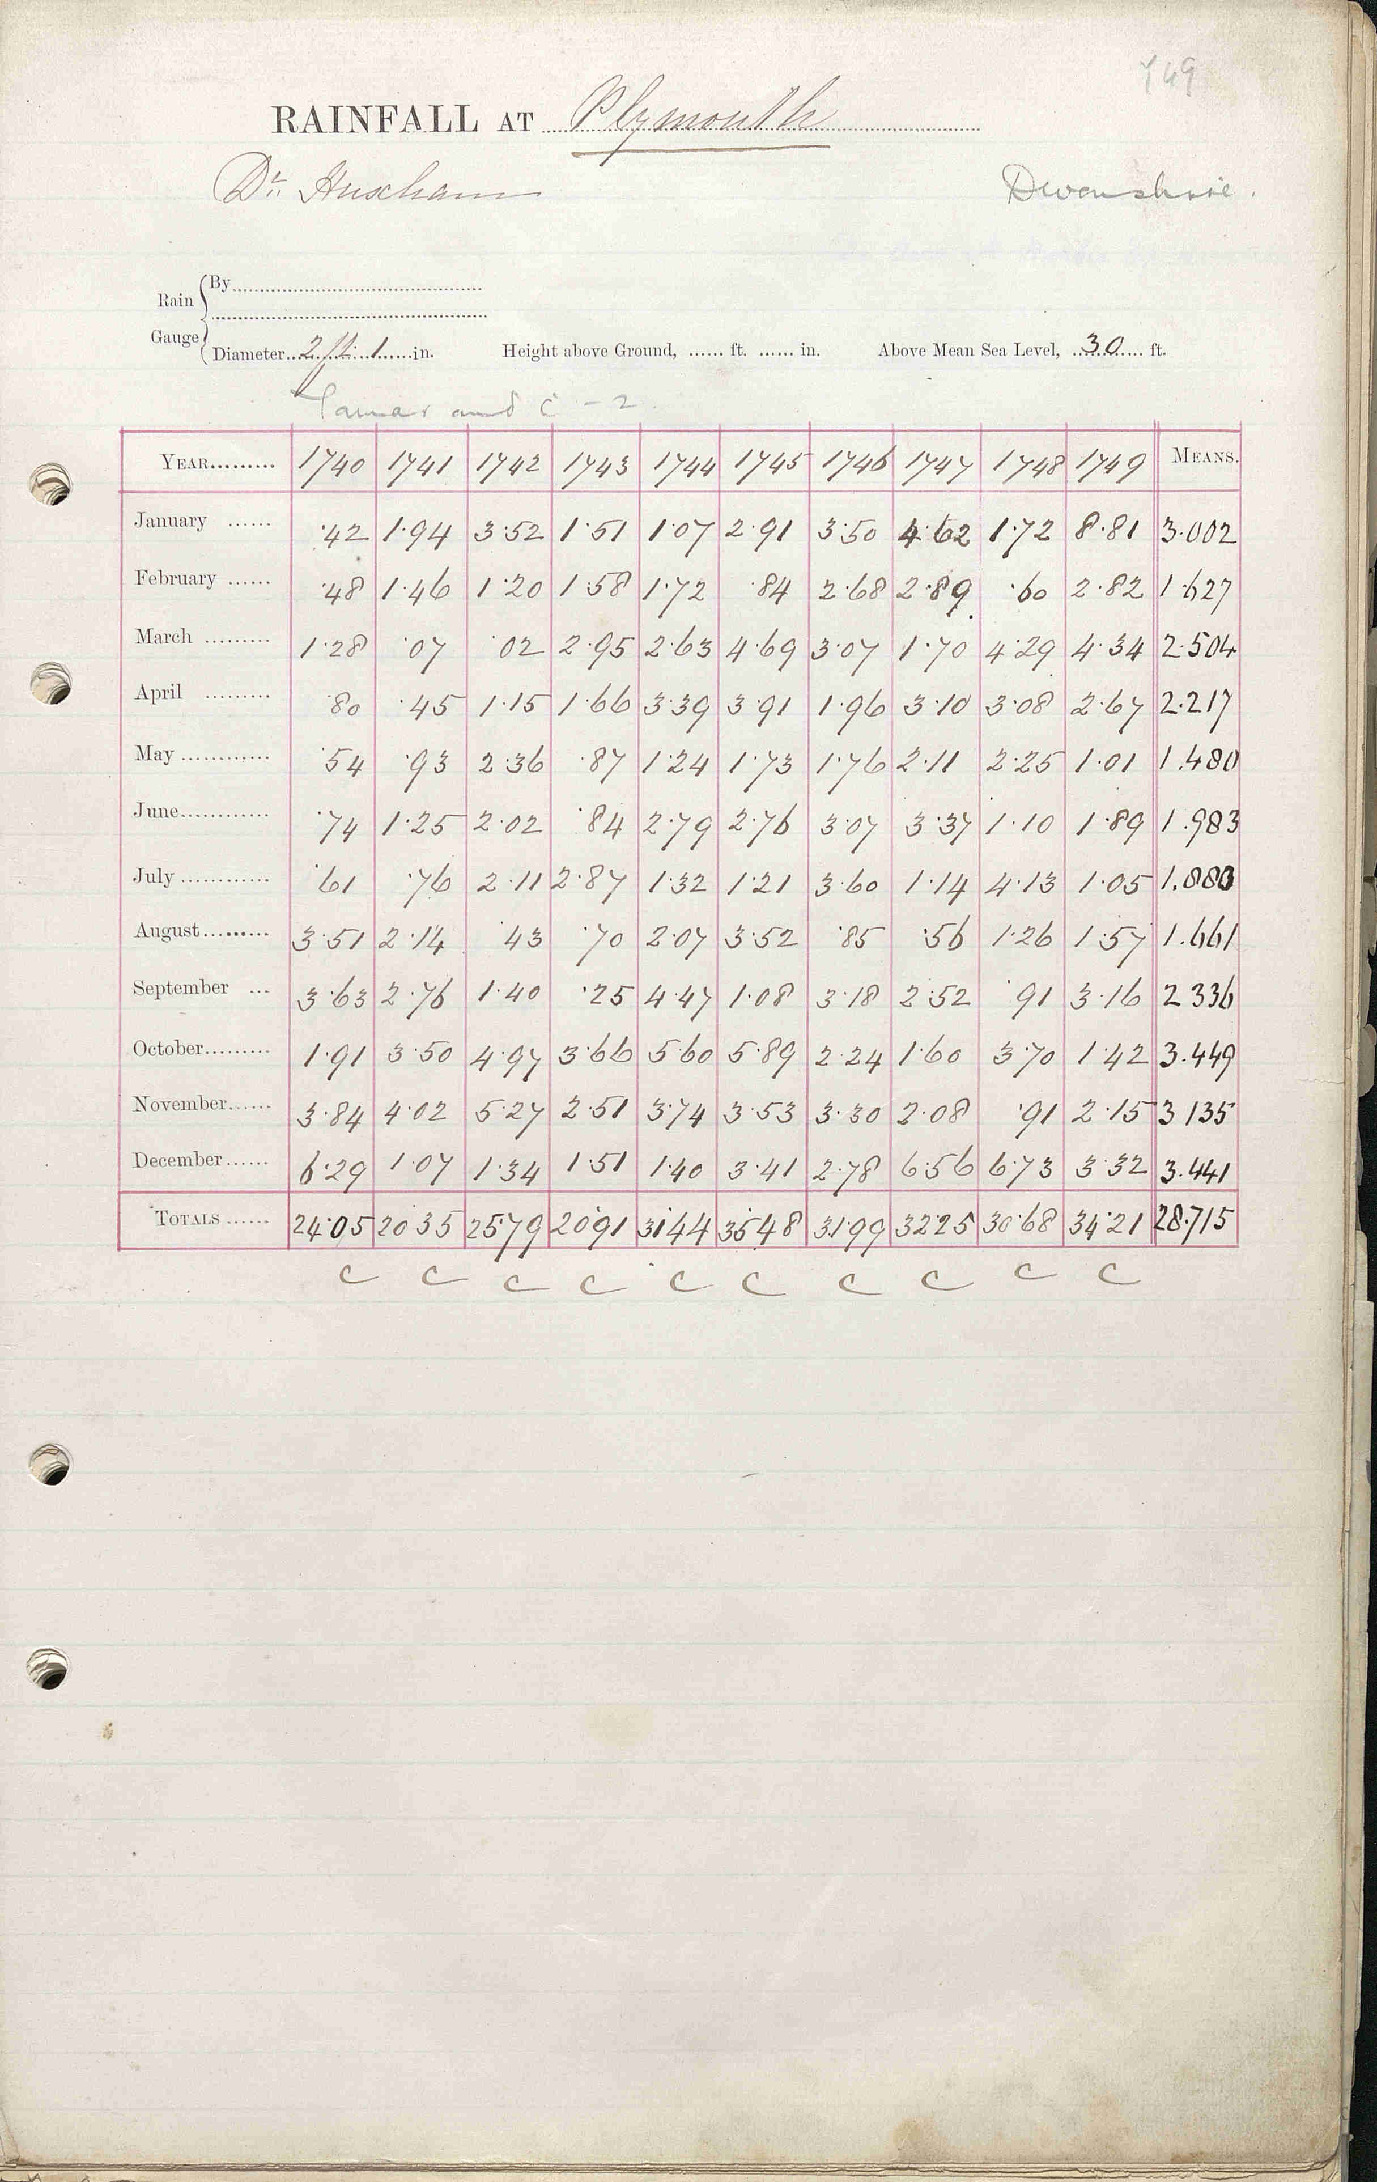 749
RAINFALL AT Plymouth
Dr. Huxham Devonshire.
Rain Gauge { By
Diameter 2 ft. 1 in. Height above Ground, ...... ft. ...... in. Above Mean Sea Level, 30 ft.
Tamar and C - 2.
YEAR 1740 1741 1742 1743 1744 1745 1746 1747 1748 1749 MEANS.
January ·42 1·94 3·52 1·51 1·07 2·91 3·50 4·62 1·72 8·81 3·002
February ·48 1·46 1·20 1·58 1·72 ·84 2·68 2·89 ·60 2·82 1·627
March 1·28 ·07 ·02 2·95 2·63 4·69 3·07 1·70 4·29 4·34 2·504
April ·80 ·45 1·15 1·66 3·39 3·91 1·96 3·10 3·08 2·67 2·217
May ·54 ·93 2·36 ·87 1·24 1·73 1·76 2·11 2·25 1·01 1.480
June ·74 1·25 2·02 ·84 2·79 2·76 3·07 3·37 1·10 1·89 1.983
July ·61 ·76 2·11 2·87 1·32 1·21 3·60 1·14 4·13 1·05 1.880
August 3·51 2·14 ·43 ·70 2·07 3·52 ·85 ·56 1·26 1·57 1.661
September 3·63 2·76 1·40 ·25 4·47 1·08 3·18 2·52 ·91 3·16 2 336
October 1·91 3·50 4·97 3·66 5·60 5·89 2·24 1·60 3·70 1·42 3.449
November 3·84 4·02 5·27 2·51 3·74 3·53 3·30 2·08 ·91 2·15 3 135
December 6·29 1·07 1·34 1·51 1·40 3·41 2·78 6·56 6·73 3·32 3.441
TOTALS 24·05 20 35 25·79 20·91 31·44 35·48 31·99 32·25 30·68 34·21 28·715
C C C C C C C C C C